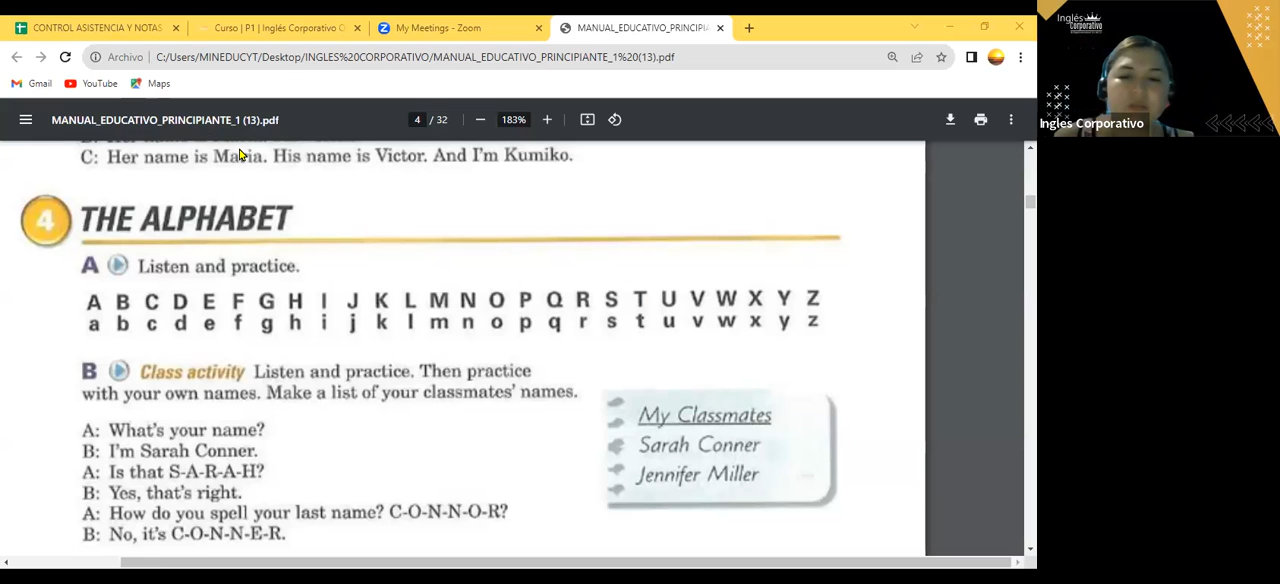 CONTROL ASISTENCIA Y NOTAS
Curso | P1 | Inglés Corporativo C
My Meetings - Zoom
MANUAL_EDUCATIVO_PRINCIPIA
Archivo
C:/Users/MINEDUCYT/Desktop/INGLES%20CORPORATIVO/MANUAL_EDUCATIVO_PRINCIPIANTE_1%20(13).pdf
Gmail
YouTube
Maps
MANUAL_EDUCATIVO_PRINCIPIANTE_1 (13).pdf
4 / 32
183%
C: Her name is Maria. His name is Victor. And I'm Kumiko.
4 THE ALPHABET
A Listen and practice.
A B C D E F G H I J K L M N O P Q R S T U V W X Y Z
a b c d e f g h i j k l m n o p q r s t u v w x y z
B Class activity Listen and practice. Then practice
with your own names. Make a list of your classmates' names.
A: What's your name?
B: I'm Sarah Conner.
A: Is that S-A-R-A-H?
B: Yes, that's right.
A: How do you spell your last name? C-O-N-N-O-R?
B: No, it's C-O-N-N-E-R.
My Classmates
Sarah Conner
Jennifer Miller
Inglés
Corporativo
Ingles Corporativo